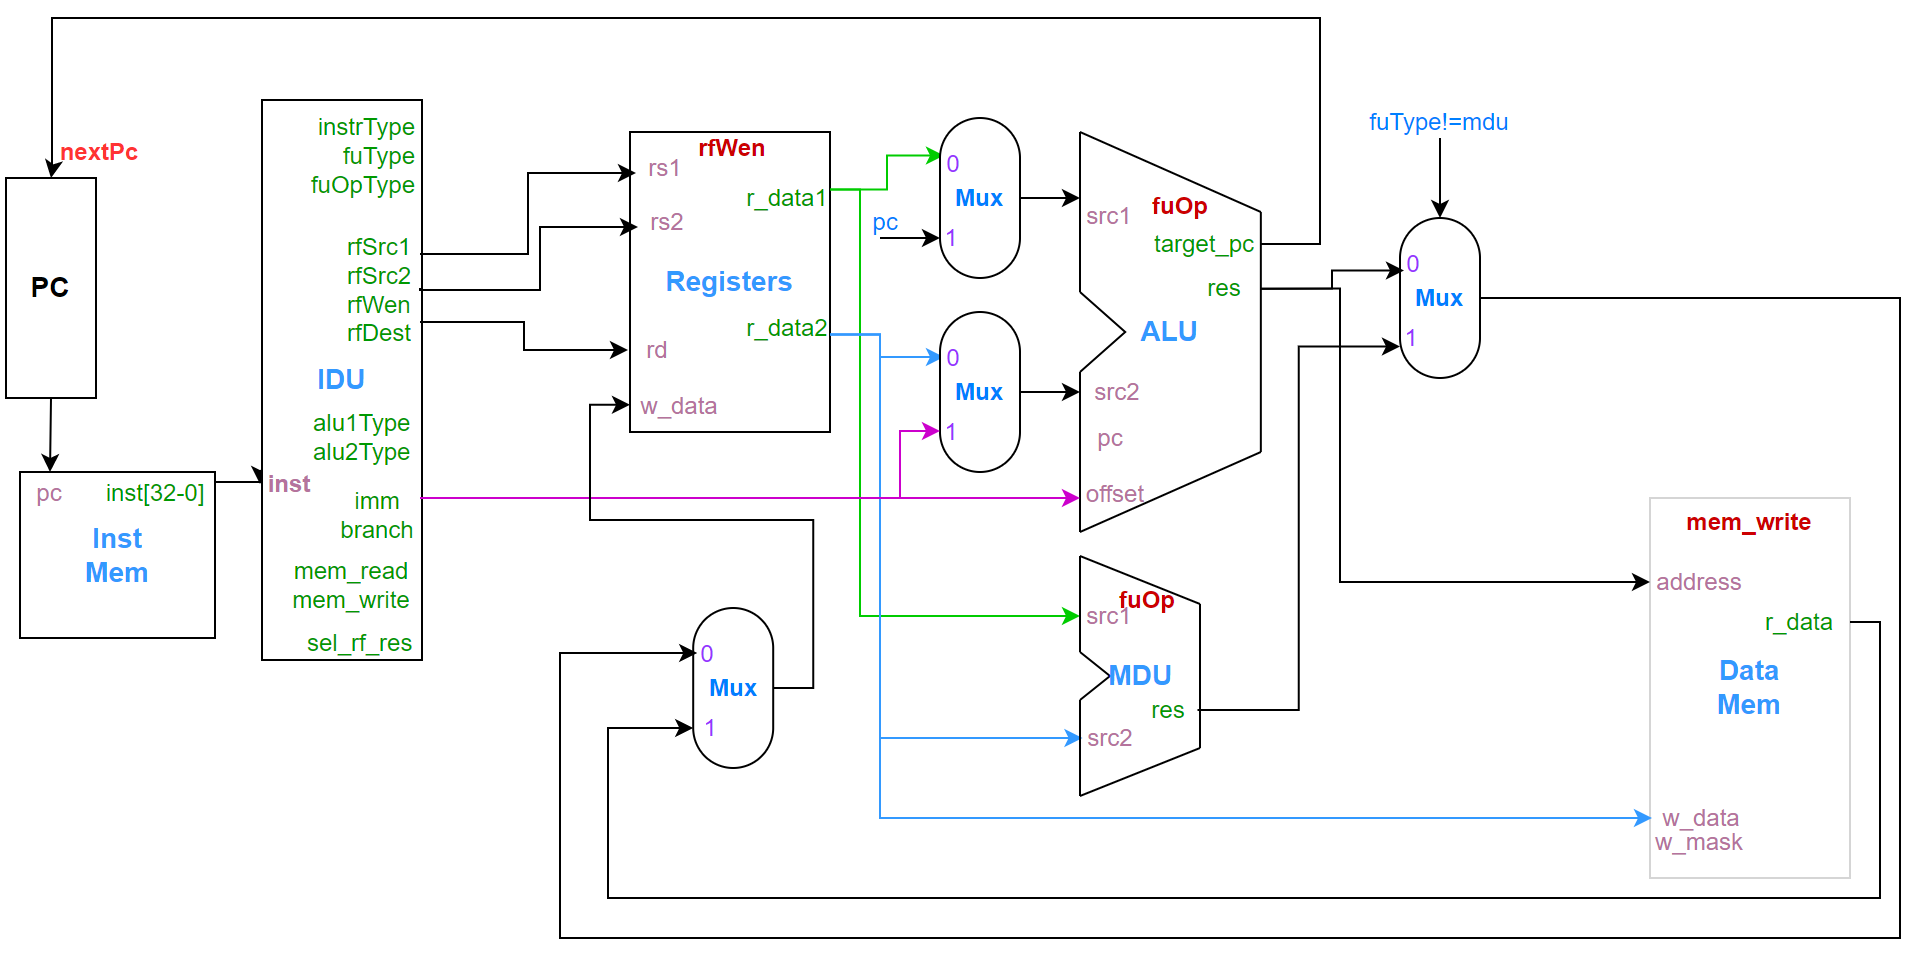 nextPc
PC
pc
inst[32-0]
Inst
Mem
instrType
fuType
fuOpType
rfSrc1
rfSrc2
rfWen
rfDest
IDU
alu1Type
alu2Type
inst
imm
branch
mem_read
mem_write
sel_rf_res
rfWen
rs1
r_data1
rs2
Registers
r_data2
rd
w_data
0
Mux
1
pc
0
Mux
1
0
Mux
1
src1
fuOp
target_pc
res
ALU
src2
pc
offset
fuOp
src1
MDU
res
src2
fuType!=mdu
0
Mux
1
mem_write
address
r_data
Data
Mem
w_data
w_mask